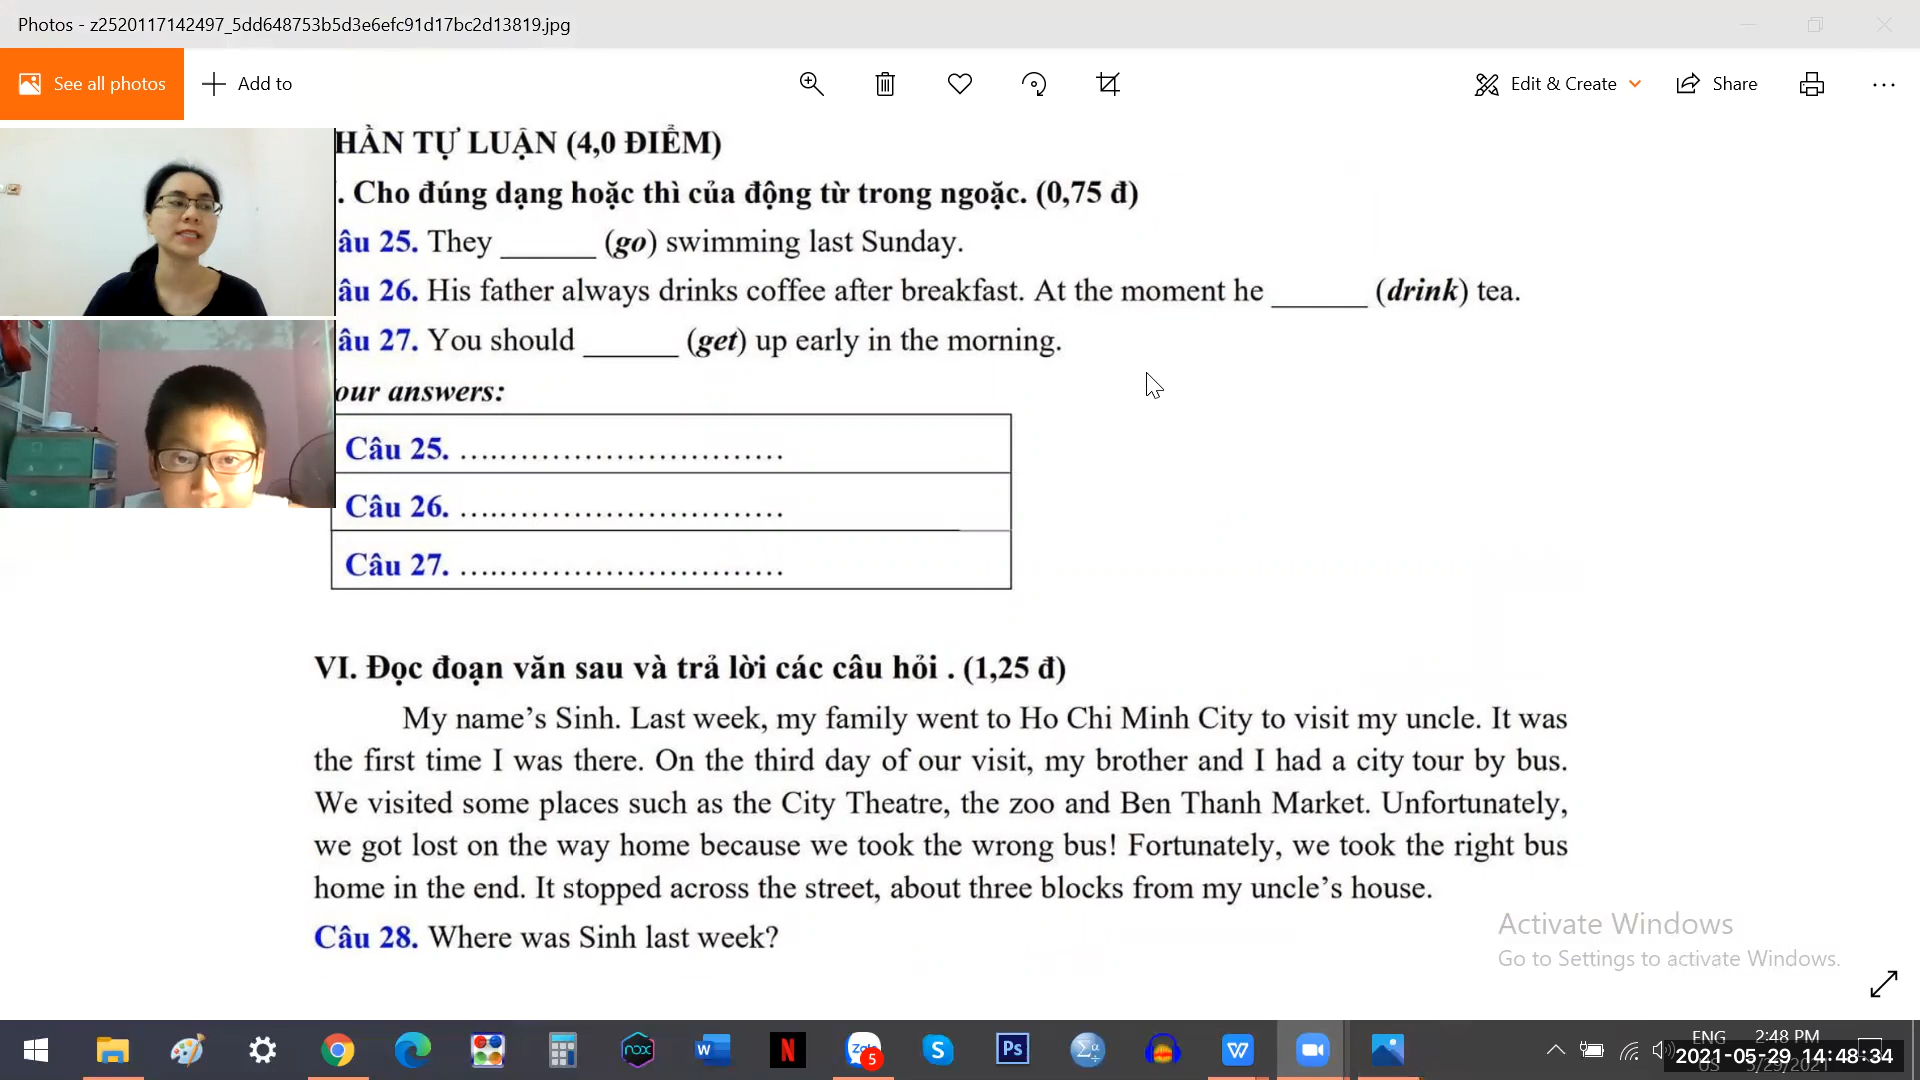 Photos - z2520117142497_5dd648753b5d3e6efc91d17bc2d13819.jpg
See all photos
Add to
Edit & Create
Share
HẦN TỰ LUẬN (4,0 ĐIỂM)
. Cho đúng dạng hoặc thì của động từ trong ngoặc. (0,75 đ)
âu 25. They ______ (go) swimming last Sunday.
âu 26. His father always drinks coffee after breakfast. At the moment he ______ (drink) tea.
âu 27. You should ______ (get) up early in the morning.
our answers:
Câu 25. ….……………………
Câu 26. ….……………………
Câu 27. ….……………………
VI. Đọc đoạn văn sau và trả lời các câu hỏi . (1,25 đ)
My name’s Sinh. Last week, my family went to Ho Chi Minh City to visit my uncle. It was
the first time I was there. On the third day of our visit, my brother and I had a city tour by bus.
We visited some places such as the City Theatre, the zoo and Ben Thanh Market. Unfortunately,
we got lost on the way home because we took the wrong bus! Fortunately, we took the right bus
home in the end. It stopped across the street, about three blocks from my uncle’s house.
Câu 28. Where was Sinh last week?
Activate Windows
Go to Settings to activate Windows.
nox
W
N
Zalo
5
S
Ps
W
ENG
2:48 PM
2021-05-29 14:48:34